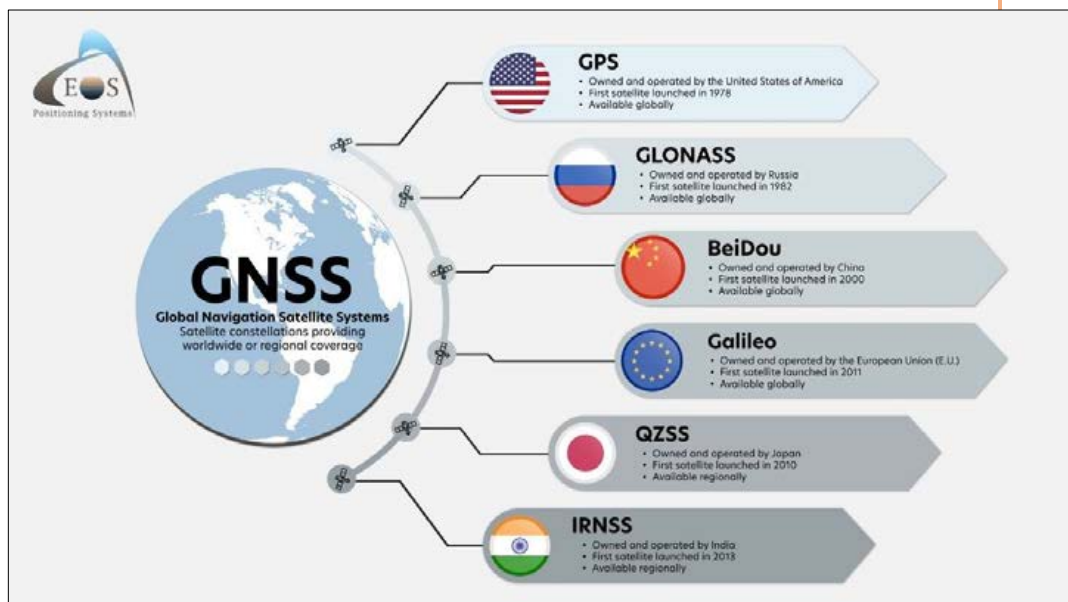 EOS
Positioning Systems
GNSS
Global Navigation Satellite Systems
Satellite constellations providing
worldwide or regional coverage
GPS
• Owned and operated by the United States of America
• First satellite launched in 1978
• Available globally
GLONASS
• Owned and operated by Russia
• First satellite launched in 1982
• Available globally
BeiDou
• Owned and operated by China
• First satellite launched in 2000
• Available globally
Galileo
• Owned and operated by the European Union (E.U.)
• First satellite launched in 2011
• Available globally
QZSS
• Owned and operated by Japan
• First satellite launched in 2010
• Available regionally
IRNSS
• Owned and operated by India
• First satellite launched in 2013
• Available regionally